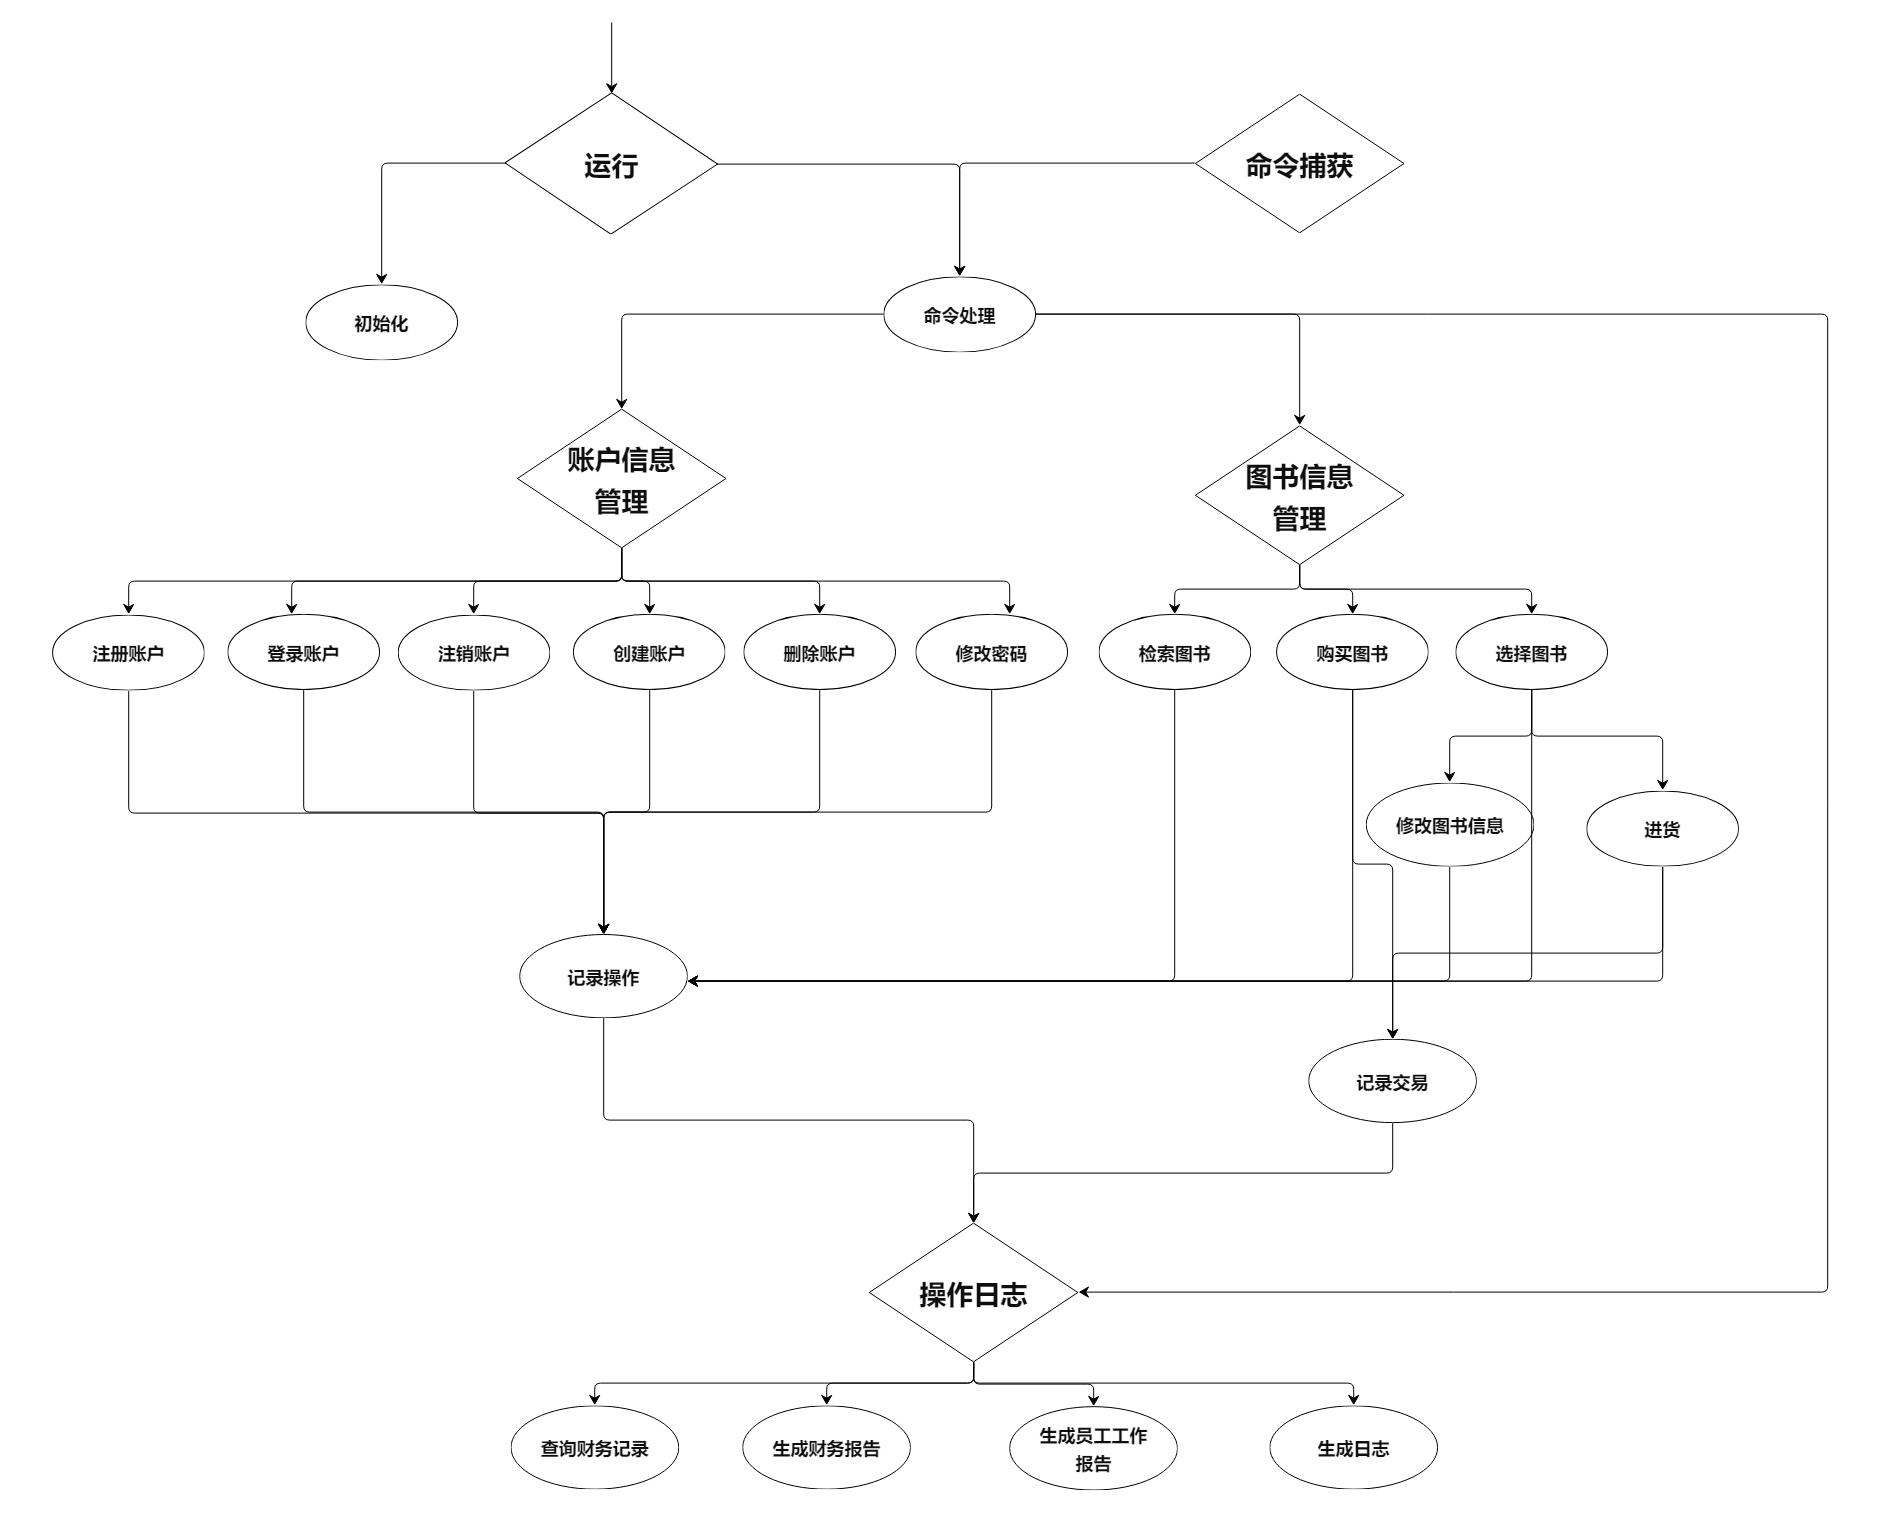 运行
命令捕获
初始化
命令处理
账户信息
管理
图书信息
管理
注册账户
登录账户
注销账户
创建账户
删除账户
修改密码
检索图书
购买图书
选择图书
修改图书信息
进货
记录操作
记录交易
操作日志
查询财务记录
生成财务报告
生成员工工作
报告
生成日志